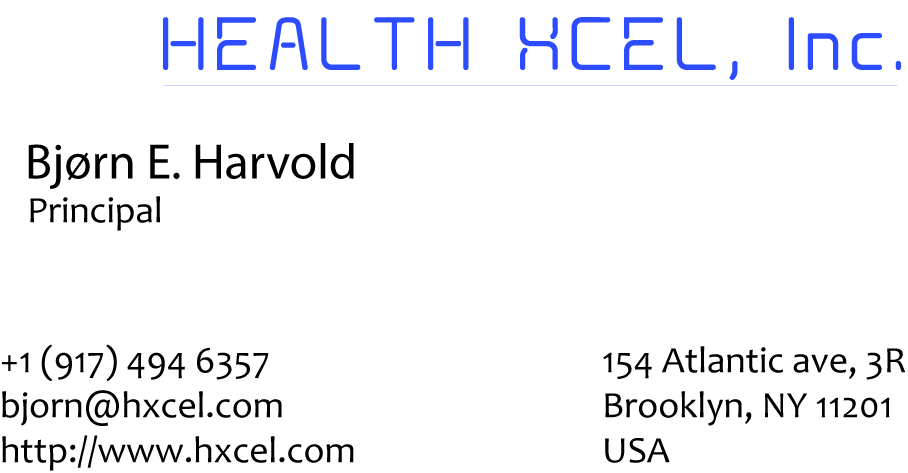 HEALTH XCEL, Inc.
Bjørn E. Harvold
Principal
+1 (917) 494 6357
bjorn@hxcel.com
http://www.hxcel.com
154 Atlantic ave, 3R
Brooklyn, NY 11201
USA